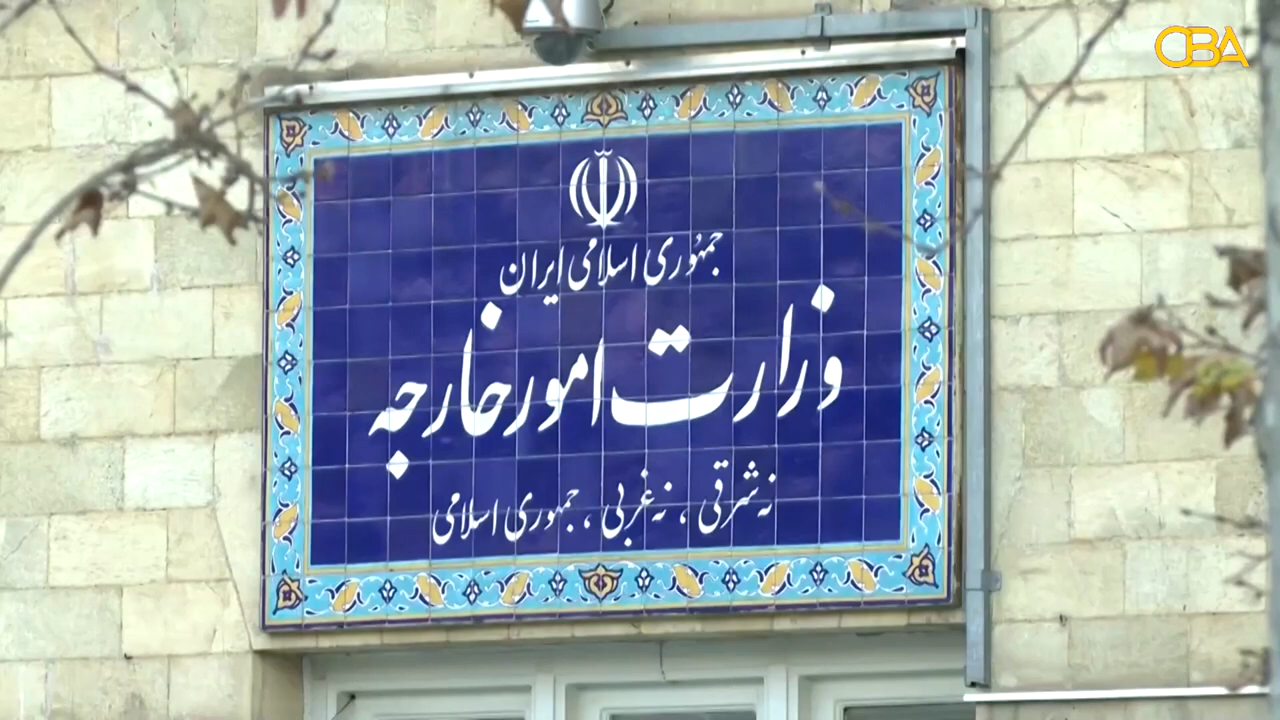 CBA
جمهوری اسلامی ایران
وزارت امور خارجه
نه شرقی ، نه غربی ، جمهوری اسلامی